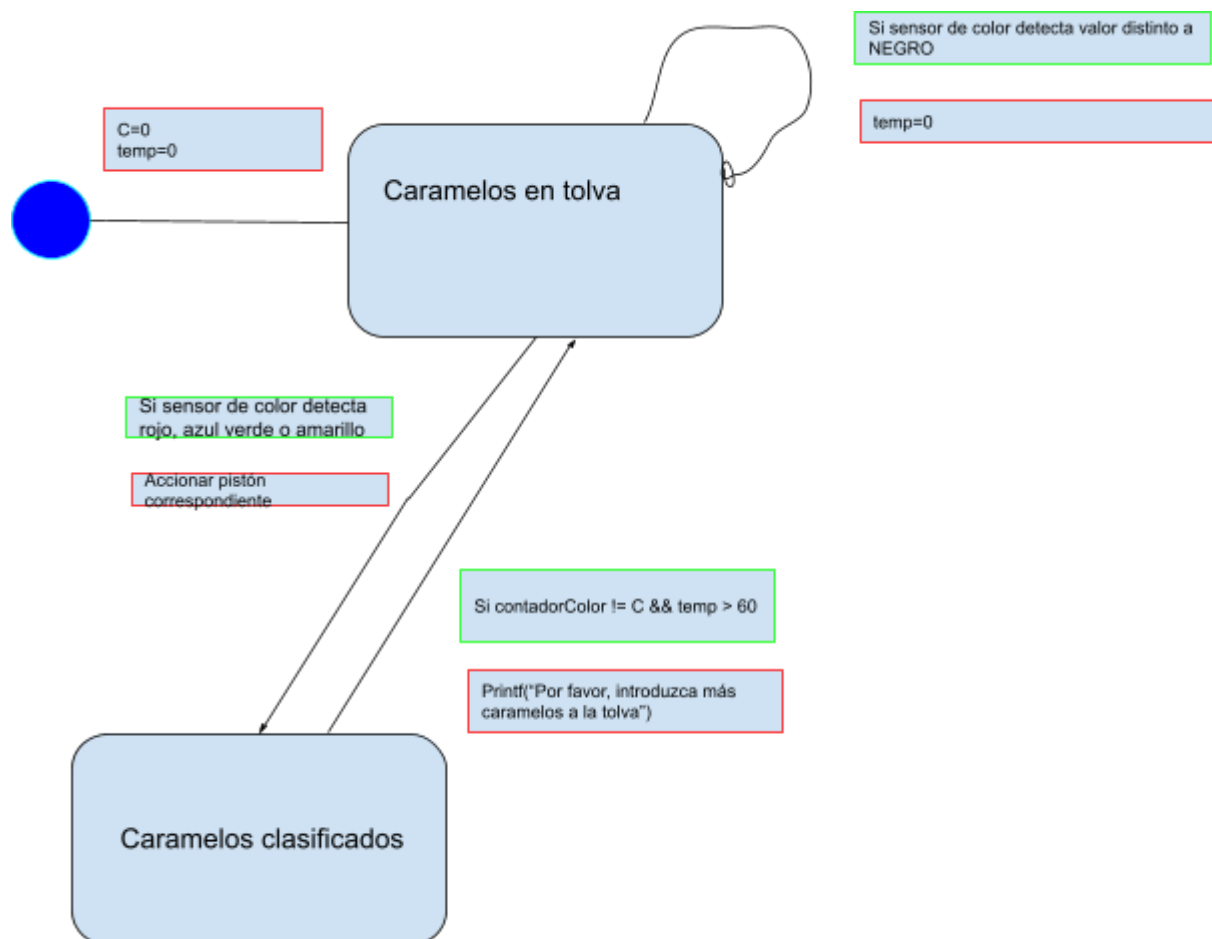 Si sensor de color detecta valor distinto a
NEGRO
C=0
temp=0
temp=0
Caramelos en tolva
Si sensor de color detecta
rojo, azul verde o amarillo
Accionar pistón
correspondiente
Si contadorColor != C && temp > 60
Printf("Por favor, introduzca más
caramelos a la tolva")
Caramelos clasificados